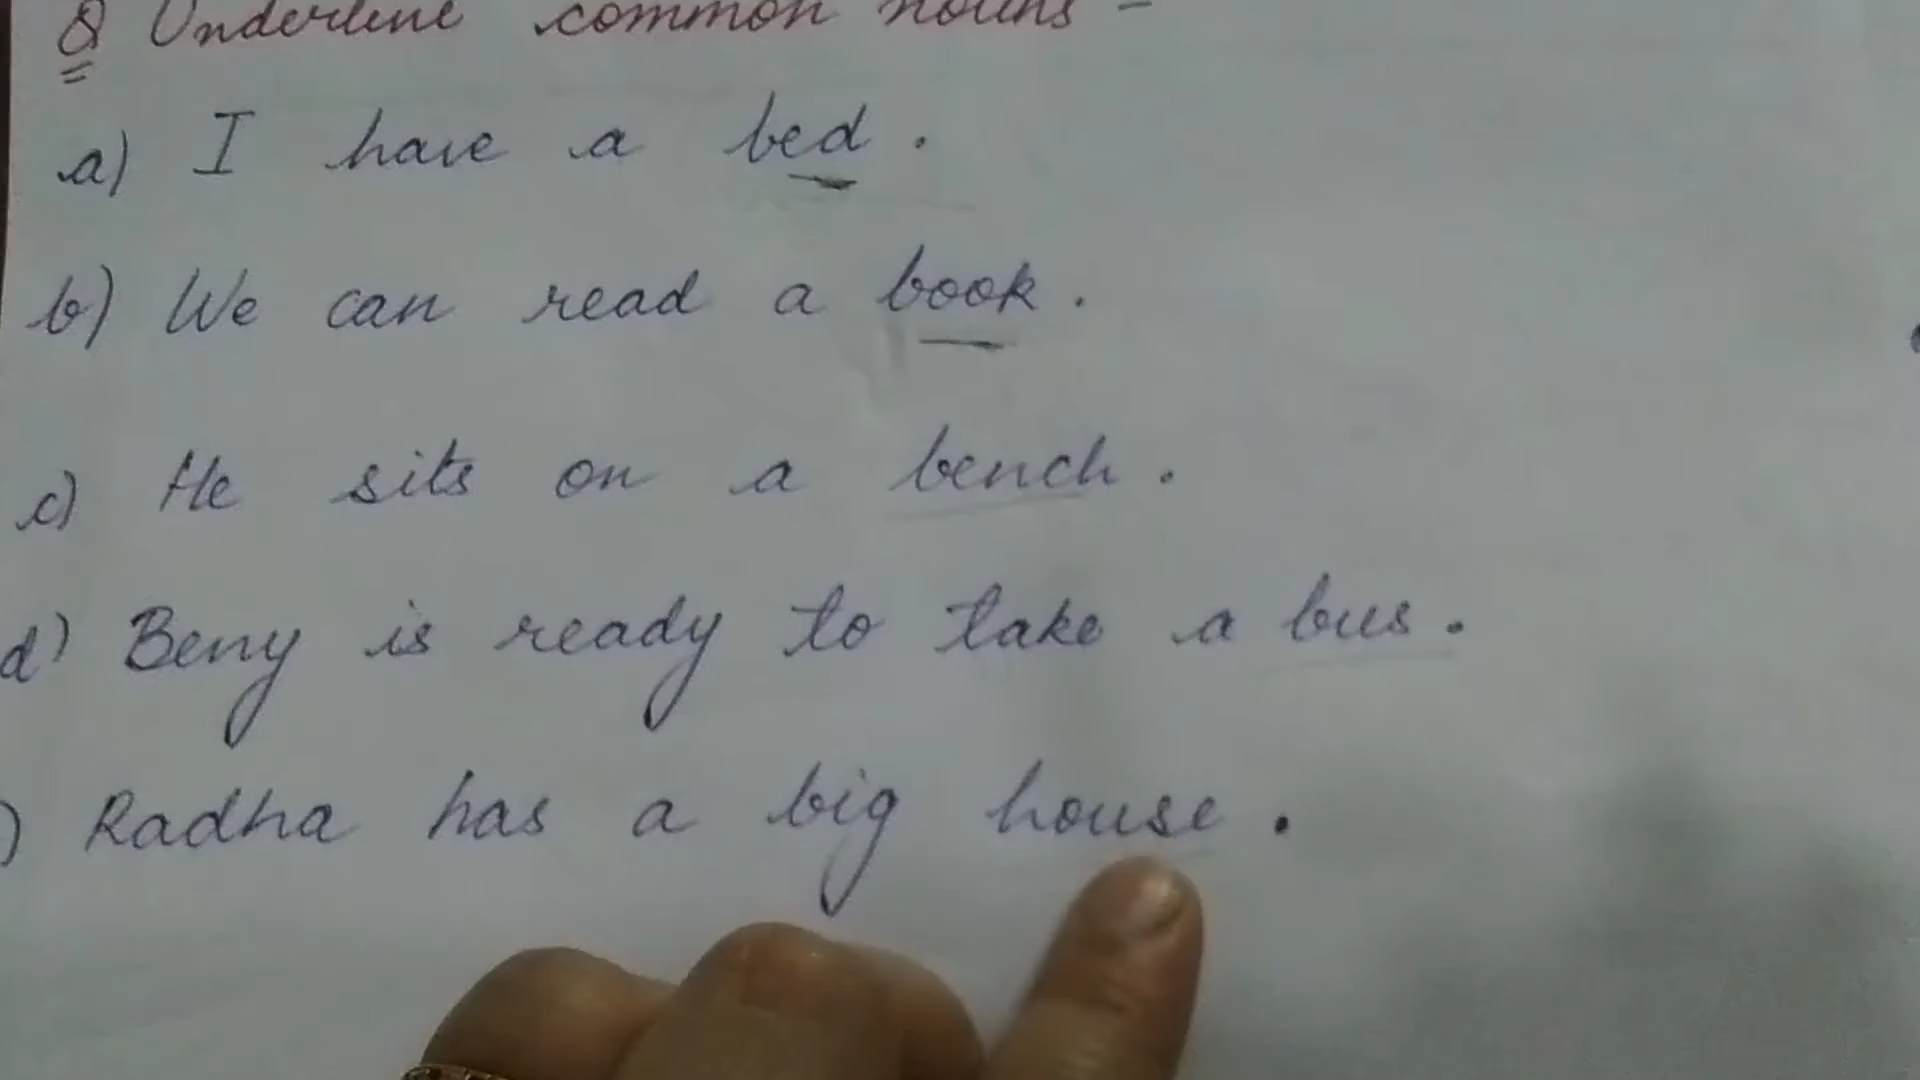 Q Underline common nouns -
a) I have a bed.
b) We can read a book.
c) He sits on a bench.
d) Beny is ready to take a bus.
) Radha has a big house.